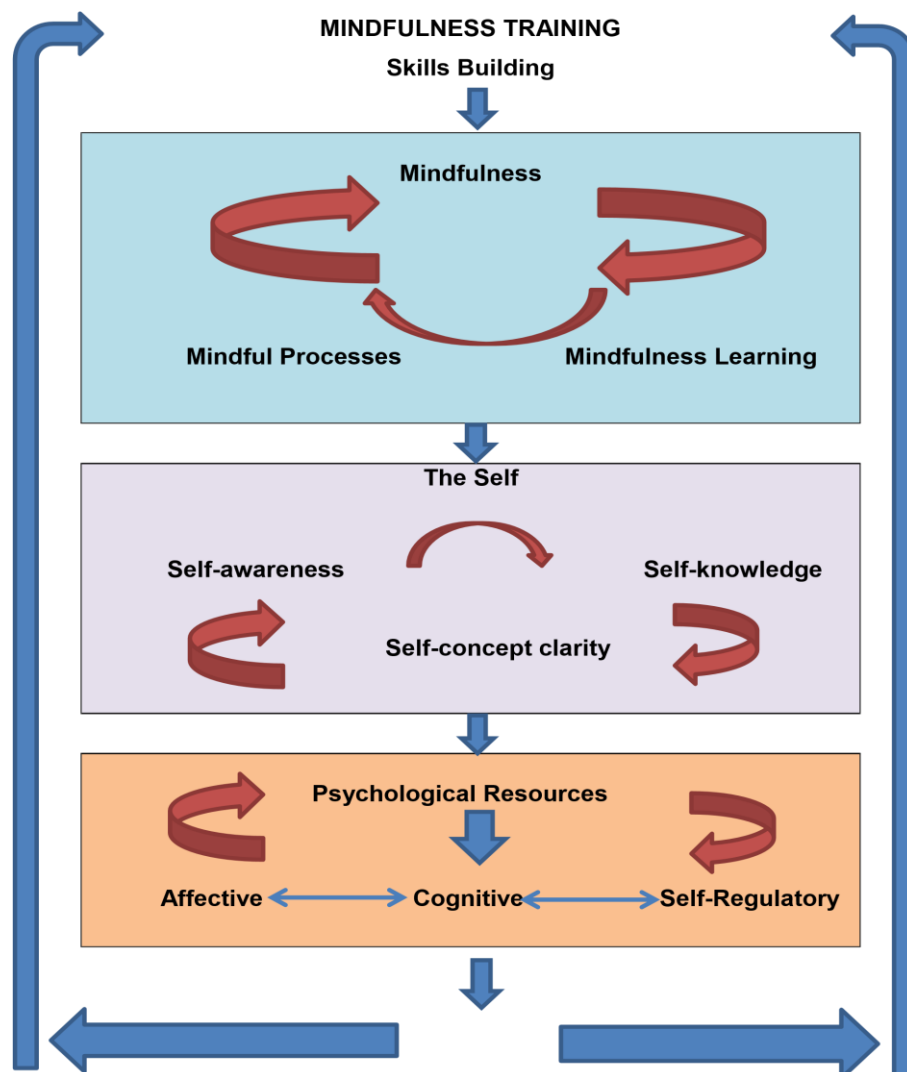 MINDFULNESS TRAINING
Skills Building
Mindfulness
Mindful Processes
Mindfulness Learning
The Self
Self-awareness
Self-knowledge
Self-concept clarity
Psychological Resources
Affective
Cognitive
Self-Regulatory